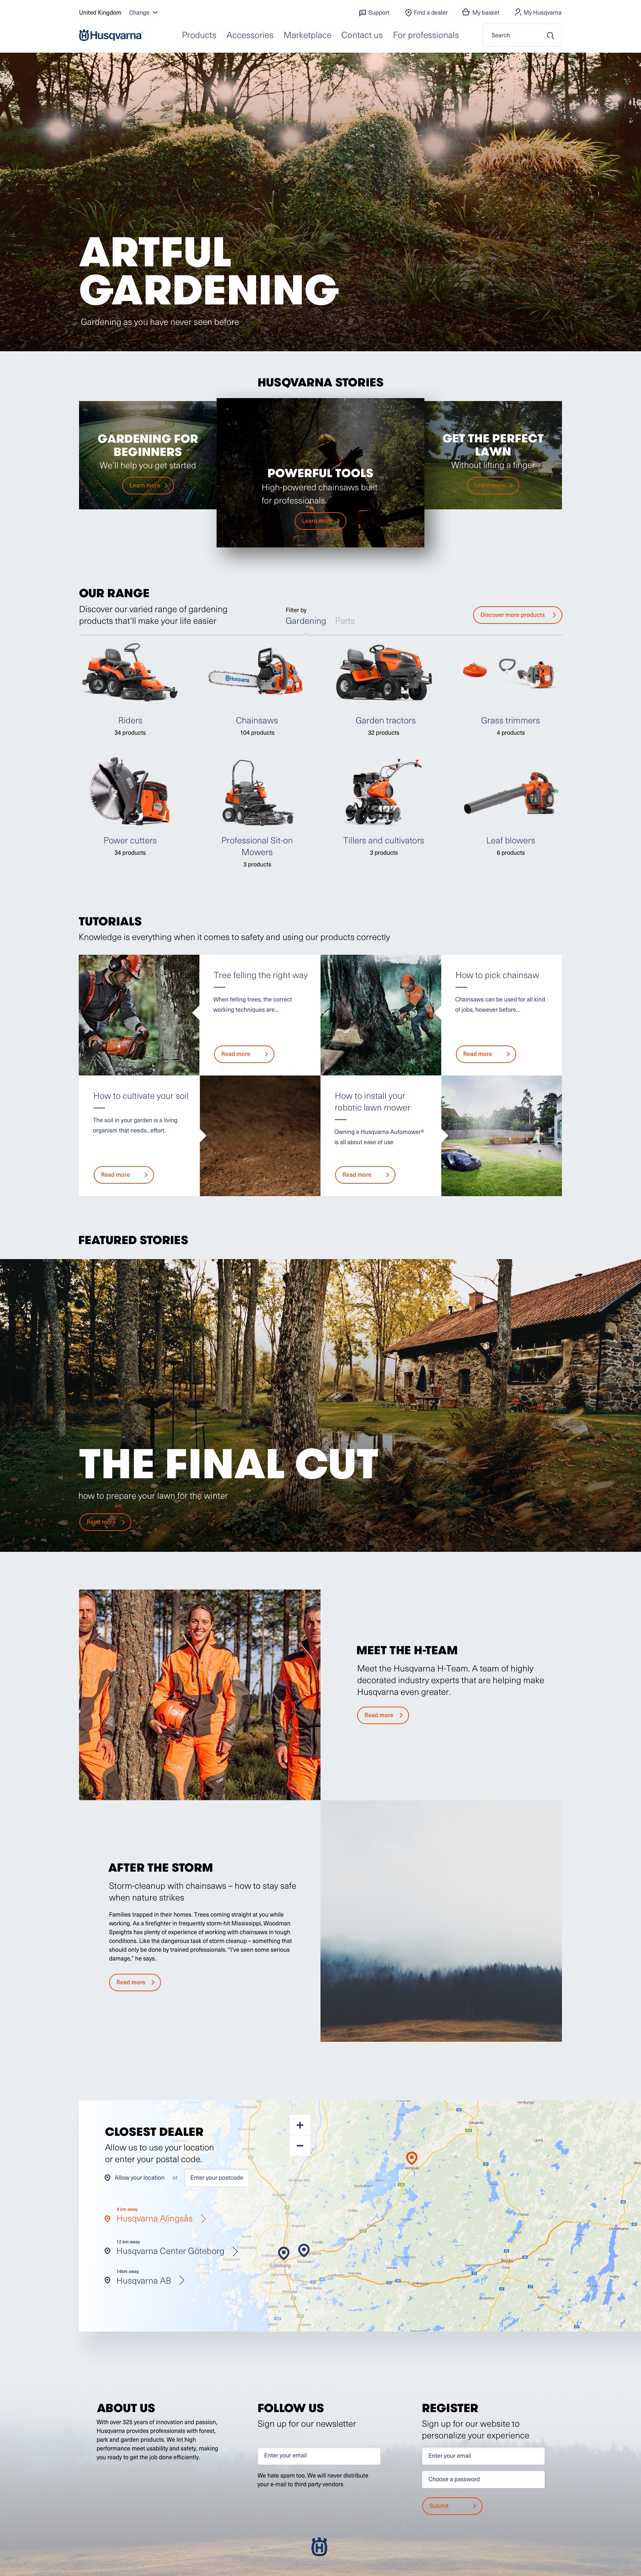 United Kingdom Change
Support Find a dealer My basket My Husqvarna
Husqvarna
Products Accessories Marketplace Contact us For professionals
Search
ARTFUL
GARDENING
Gardening as you have never seen before
HUSQVARNA STORIES
GARDENING FOR
BEGINNERS
We'll help you get started
Learn more
POWERFUL TOOLS
High-powered chainsaws built
for professionals.
Learn more
GET THE PERFECT
LAWN
Without lifting a finger
Learn more
OUR RANGE
Discover our varied range of gardening
products that'll make your life easier
Filter by
Gardening Parts
Discover more products
Husqvarna
Riders
34 products
Chainsaws
104 products
Garden tractors
32 products
Grass trimmers
4 products
Power cutters
34 products
Professional Sit-on
Mowers
3 products
Tillers and cultivators
3 products
Leaf blowers
6 products
TUTORIALS
Knowledge is everything when it comes to safety and using our products correctly
Tree felling the right way
When felling trees, the correct
working techniques are...
Read more
How to pick chainsaw
Chainsaws can be used for all kind
of jobs, however before...
Read more
How to cultivate your soil
The soil in your garden is a living
organism that needs...effort.
Read more
How to install your
robotic lawn mower
Owning a Husqvarna Automower®
is all about ease of use
Read more
FEATURED STORIES
THE FINAL CUT
how to prepare your lawn for the winter
Read more
MEET THE H-TEAM
Meet the Husqvarna H-Team. A team of highly
decorated industry experts that are helping make
Husqvarna even greater.
Read more
AFTER THE STORM
Storm-cleanup with chainsaws – how to stay safe
when nature strikes
Families trapped in their homes. Trees coming straight at you while
working. As a firefighter in frequently storm-hit Mississippi, Woodman
Speights has plenty of experience of working with chainsaws in tough
conditions. Like the dangerous task of storm cleanup – something that
should only be done by trained professionals. "I've seen some serious
damage," he says.
Read more
CLOSEST DEALER
Allow us to use your location
or enter your postal code.
Allow your location or Enter your postcode
9 km away
Husqvarna Alingsås
12 km away
Husqvarna Center Göteborg
14km away
Husqvarna AB
+
−
Alingsås
Göteborg
Borås
ABOUT US
With over 325 years of innovation and passion,
Husqvarna provides professionals with forest,
park and garden products. We let high
performance meet usability and safety, making
you ready to get the job done efficiently.
FOLLOW US
Sign up for our newsletter
Enter your email
We hate spam too. We will never distribute
your e-mail to third party vendors
REGISTER
Sign up for our website to
personalize your experience
Enter your email
Choose a password
Submit